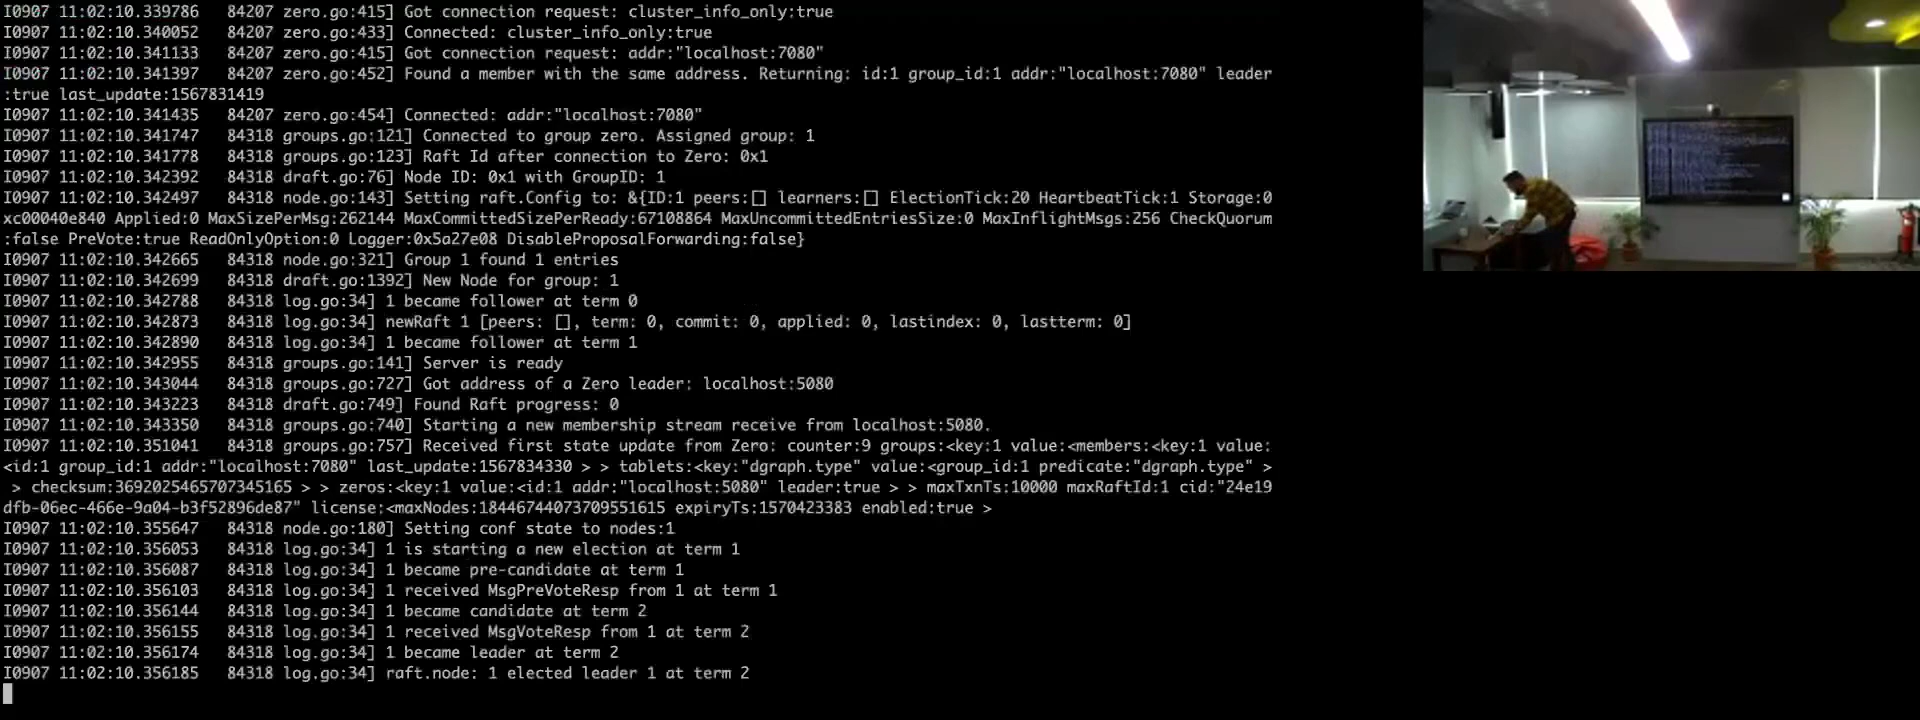 I0907 11:02:10.339786   84207 zero.go:415] Got connection request: cluster_info_only:true
I0907 11:02:10.340052   84207 zero.go:433] Connected: cluster_info_only:true
I0907 11:02:10.341133   84207 zero.go:415] Got connection request: addr:"localhost:7080"
I0907 11:02:10.341397   84207 zero.go:452] Found a member with the same address. Returning: id:1 group_id:1 addr:"localhost:7080" leader
:true last_update:1567831419
I0907 11:02:10.341435   84207 zero.go:454] Connected: addr:"localhost:7080"
I0907 11:02:10.341747   84318 groups.go:121] Connected to group zero. Assigned group: 1
I0907 11:02:10.341778   84318 groups.go:123] Raft Id after connection to Zero: 0x1
I0907 11:02:10.342392   84318 draft.go:76] Node ID: 0x1 with GroupID: 1
I0907 11:02:10.342497   84318 node.go:143] Setting raft.Config to: &{ID:1 peers:[] learners:[] ElectionTick:20 HeartbeatTick:1 Storage:0
xc00040e840 Applied:0 MaxSizePerMsg:262144 MaxCommittedSizePerReady:67108864 MaxUncommittedEntriesSize:0 MaxInflightMsgs:256 CheckQuorum
:false PreVote:true ReadOnlyOption:0 Logger:0x5a27e08 DisableProposalForwarding:false}
I0907 11:02:10.342665   84318 node.go:321] Group 1 found 1 entries
I0907 11:02:10.342699   84318 draft.go:1392] New Node for group: 1
I0907 11:02:10.342788   84318 log.go:34] 1 became follower at term 0
I0907 11:02:10.342873   84318 log.go:34] newRaft 1 [peers: [], term: 0, commit: 0, applied: 0, lastindex: 0, lastterm: 0]
I0907 11:02:10.342890   84318 log.go:34] 1 became follower at term 1
I0907 11:02:10.342955   84318 groups.go:141] Server is ready
I0907 11:02:10.343044   84318 groups.go:727] Got address of a Zero leader: localhost:5080
I0907 11:02:10.343223   84318 draft.go:749] Found Raft progress: 0
I0907 11:02:10.343350   84318 groups.go:740] Starting a new membership stream receive from localhost:5080.
I0907 11:02:10.351041   84318 groups.go:757] Received first state update from Zero: counter:9 groups:<key:1 value:<members:<key:1 value:
<id:1 group_id:1 addr:"localhost:7080" last_update:1567834330 > > tablets:<key:"dgraph.type" value:<group_id:1 predicate:"dgraph.type" >
 > checksum:3692025465707345165 > > zeros:<key:1 value:<id:1 addr:"localhost:5080" leader:true > > maxTxnTs:10000 maxRaftId:1 cid:"24e19
dfb-06ec-466e-9a04-b3f52896de87" license:<maxNodes:18446744073709551615 expiryTs:1570423383 enabled:true >
I0907 11:02:10.355647   84318 node.go:180] Setting conf state to nodes:1
I0907 11:02:10.356053   84318 log.go:34] 1 is starting a new election at term 1
I0907 11:02:10.356087   84318 log.go:34] 1 became pre-candidate at term 1
I0907 11:02:10.356103   84318 log.go:34] 1 received MsgPreVoteResp from 1 at term 1
I0907 11:02:10.356144   84318 log.go:34] 1 became candidate at term 2
I0907 11:02:10.356155   84318 log.go:34] 1 received MsgVoteResp from 1 at term 2
I0907 11:02:10.356174   84318 log.go:34] 1 became leader at term 2
I0907 11:02:10.356185   84318 log.go:34] raft.node: 1 elected leader 1 at term 2